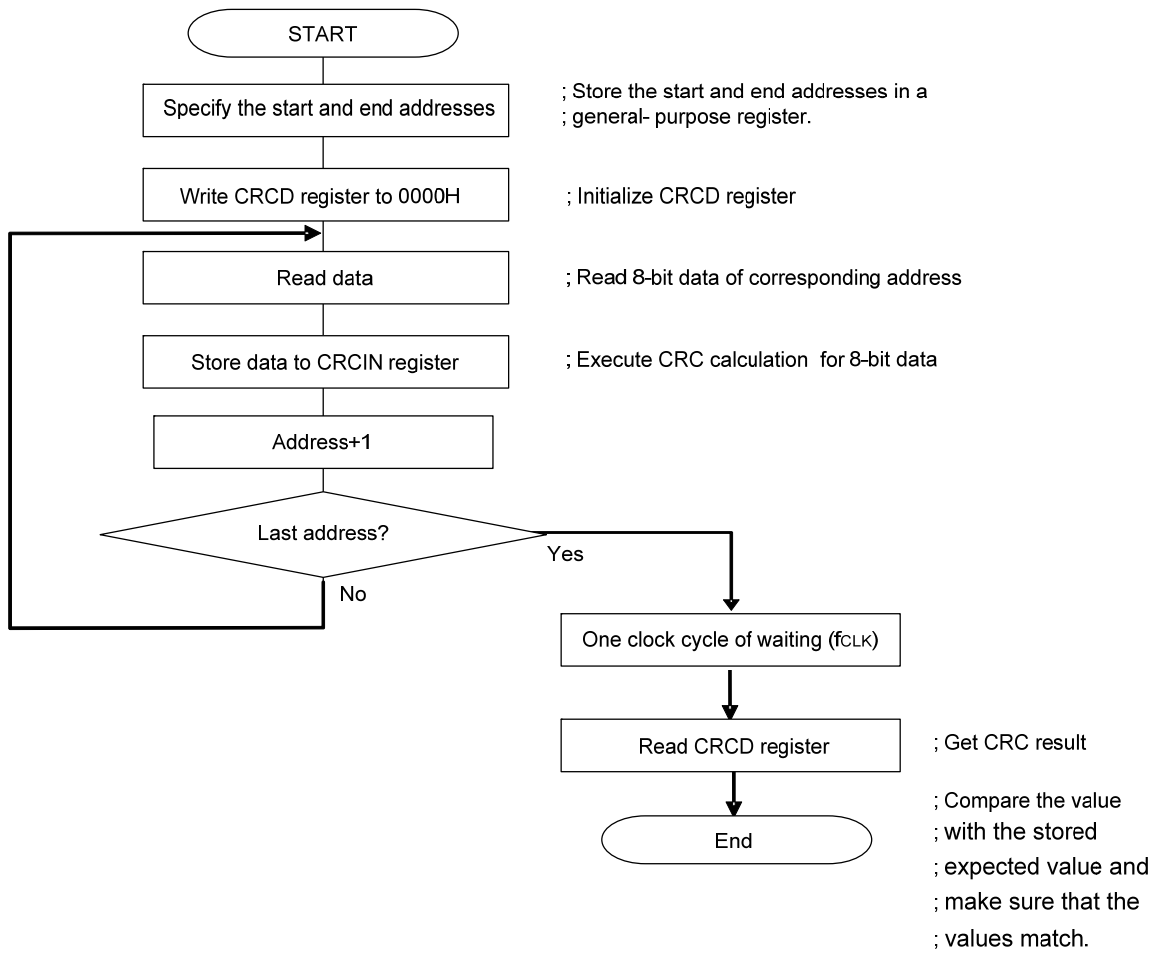 START
Specify the start and end addresses
; Store the start and end addresses in a
; general- purpose register.
Write CRCD register to 0000H
; Initialize CRCD register
Read data
; Read 8-bit data of corresponding address
Store data to CRCIN register
; Execute CRC calculation for 8-bit data
Address+1
Last address?
Yes
No
One clock cycle of waiting (fCLK)
Read CRCD register
; Get CRC result
End
; Compare the value
; with the stored
; expected value and
; make sure that the
; values match.